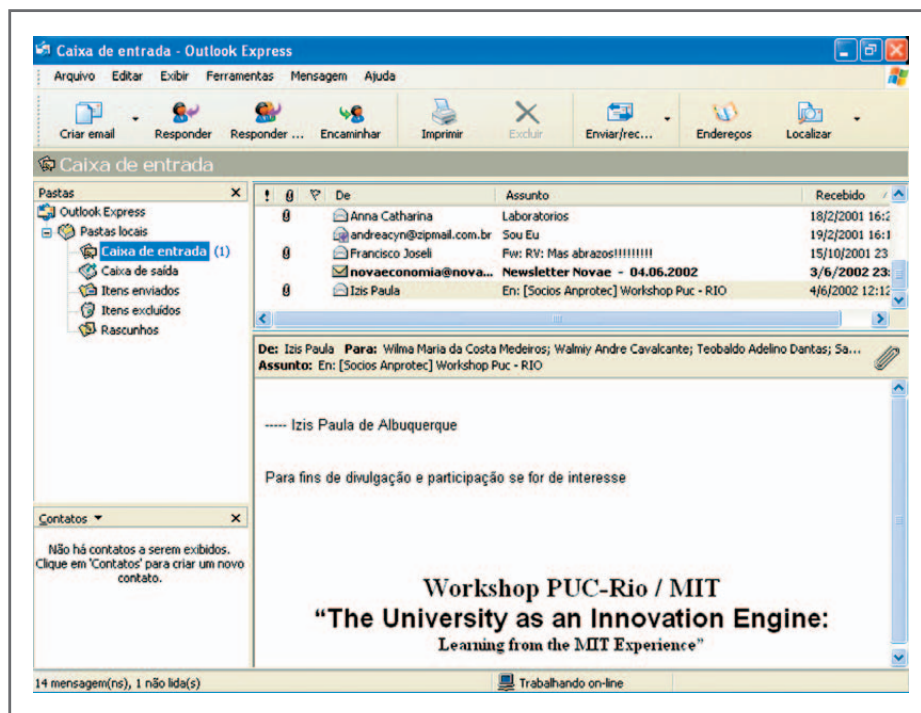 Caixa de entrada - Outlook Express
Arquivo Editar Exibir Ferramentas Mensagem Ajuda
Criar email Responder Responder ... Encaminhar Imprimir Excluir Enviar/rec... Endereços Localizar
Caixa de entrada
Pastas
Outlook Express
Pastas locais
Caixa de entrada (1)
Caixa de saída
Itens enviados
Itens excluídos
Rascunhos
! De Assunto Recebido
Anna Catharina Laboratorios 18/2/2001 16:2
andreacyn@zipmail.com.br Sou Eu 19/2/2001 16:1
Francisco Joseli Fw: RV: Mas abrazos!!!!!!!!! 15/10/2001 23
novaeconomia@nova... Newsletter Novae - 04.06.2002 3/6/2002 23:
Izis Paula En: [Socios Anprotec] Workshop Puc - RIO 4/6/2002 12:12
De: Izis Paula Para: Wilma Maria da Costa Medeiros; Walmiy Andre Cavalcante; Teobaldo Adelino Dantas; Sa...
Assunto: En: [Socios Anprotec] Workshop Puc - RIO
----- Izis Paula de Albuquerque
Para fins de divulgação e participação se for de interesse
Workshop PUC-Rio / MIT
“The University as an Innovation Engine:
Learning from the MIT Experience”
Contatos
Não há contatos a serem exibidos.
Clique em 'Contatos' para criar um novo
contato.
14 mensagem(ns), 1 não lida(s) Trabalhando on-line